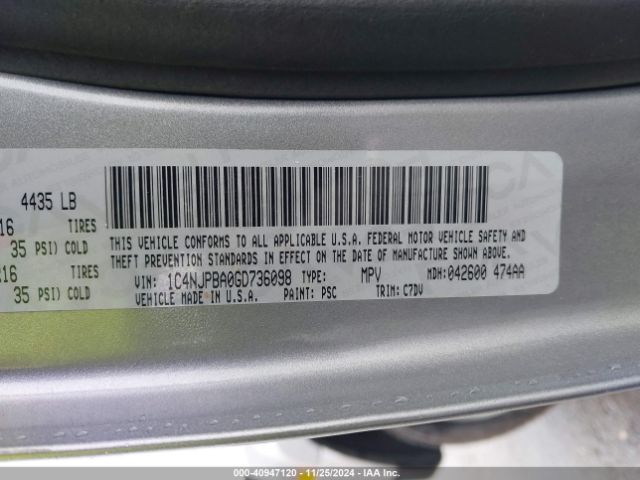 4435 LB
16 TIRES
35 PSI) COLD
R16 TIRES
35 PSI) COLD
THIS VEHICLE CONFORMS TO ALL APPLICABLE U.S.A. FEDERAL MOTOR VEHICLE SAFETY AND
THEFT PREVENTION STANDARDS IN EFFECT ON THE DATE OF MANUFACTURE SHOWN ABOVE.
VIN: 1C4NJPBA0GD736098 TYPE: MPV MDH:042600 474AA
VEHICLE MADE IN U.S.A. PAINT: PSC TRIM: C7DV
000-40947120 - 11/25/2024 - IAA Inc.